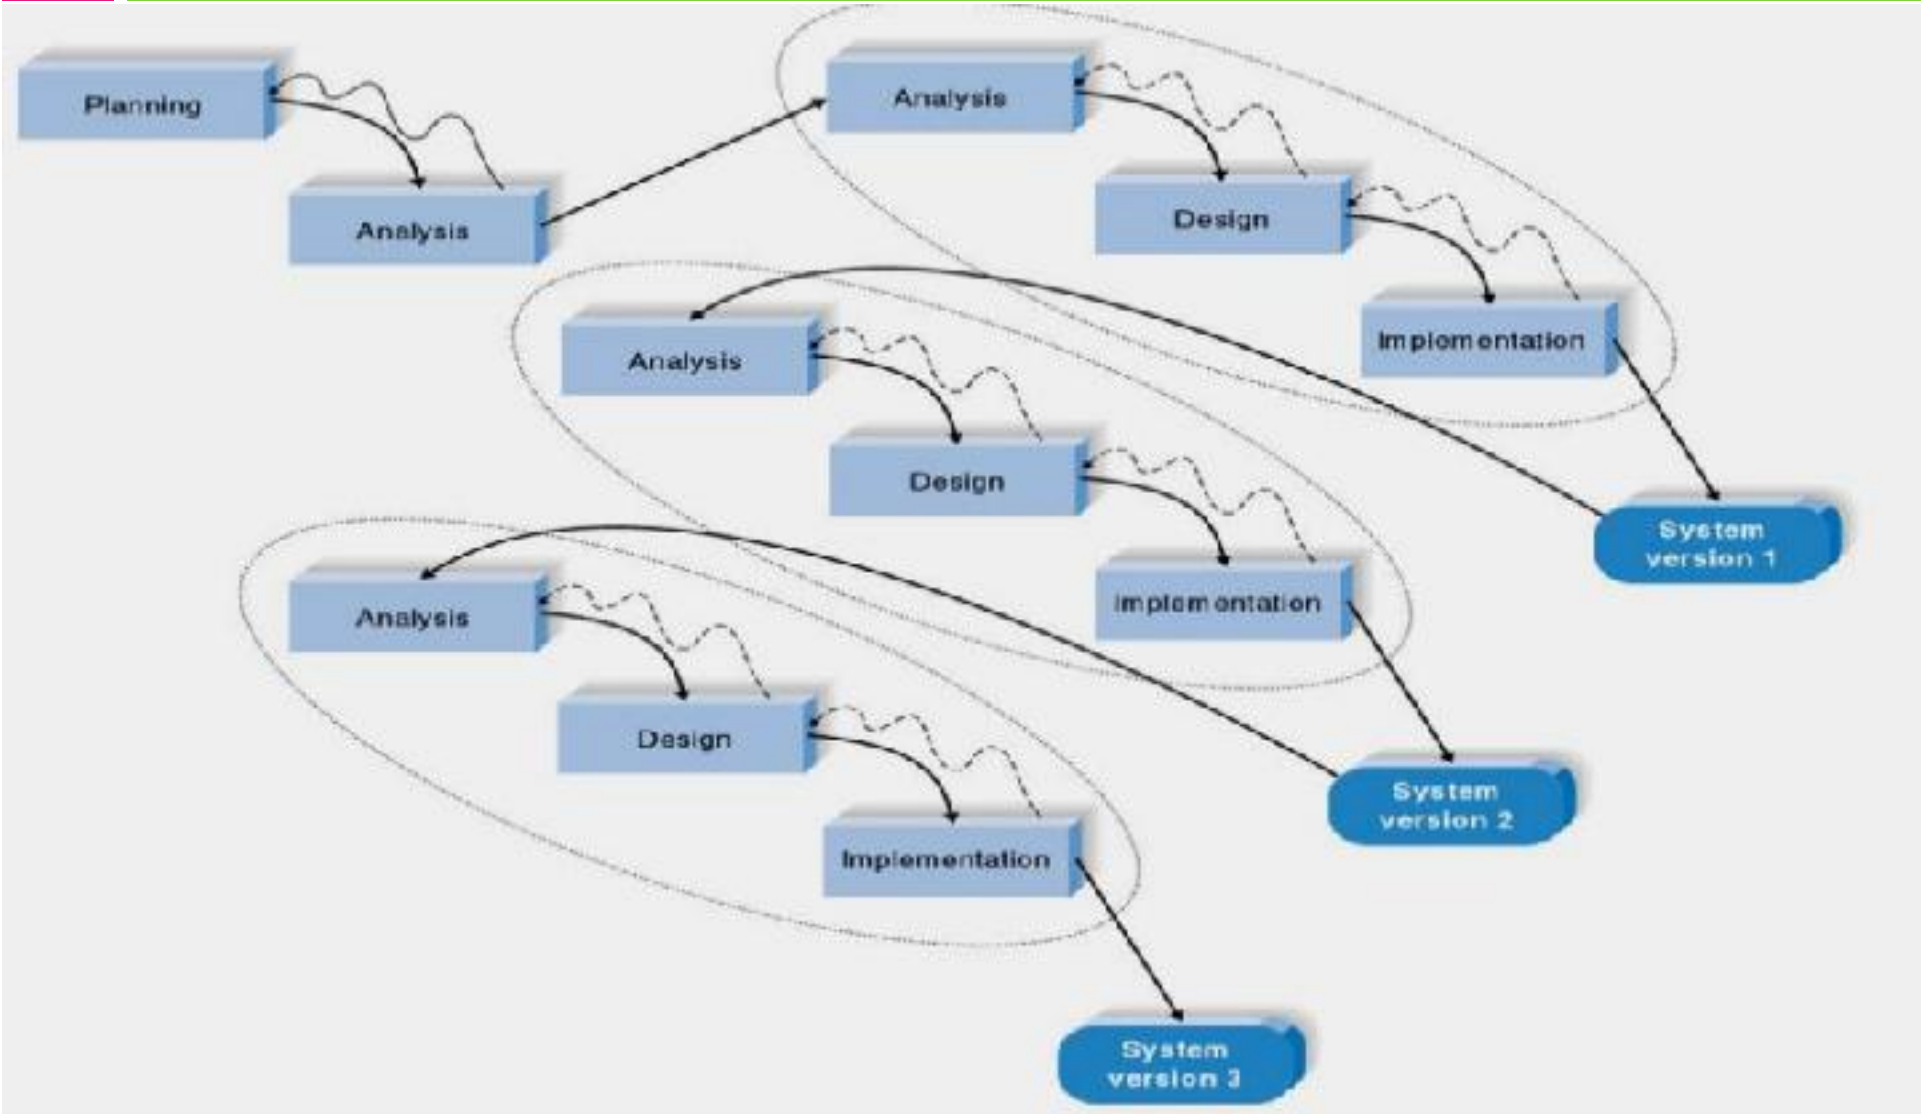 Planning
Analysis
Analysis
Design
Implementation
System
version 1
Analysis
Design
Implementation
System
version 2
Analysis
Design
Implementation
System
version 3